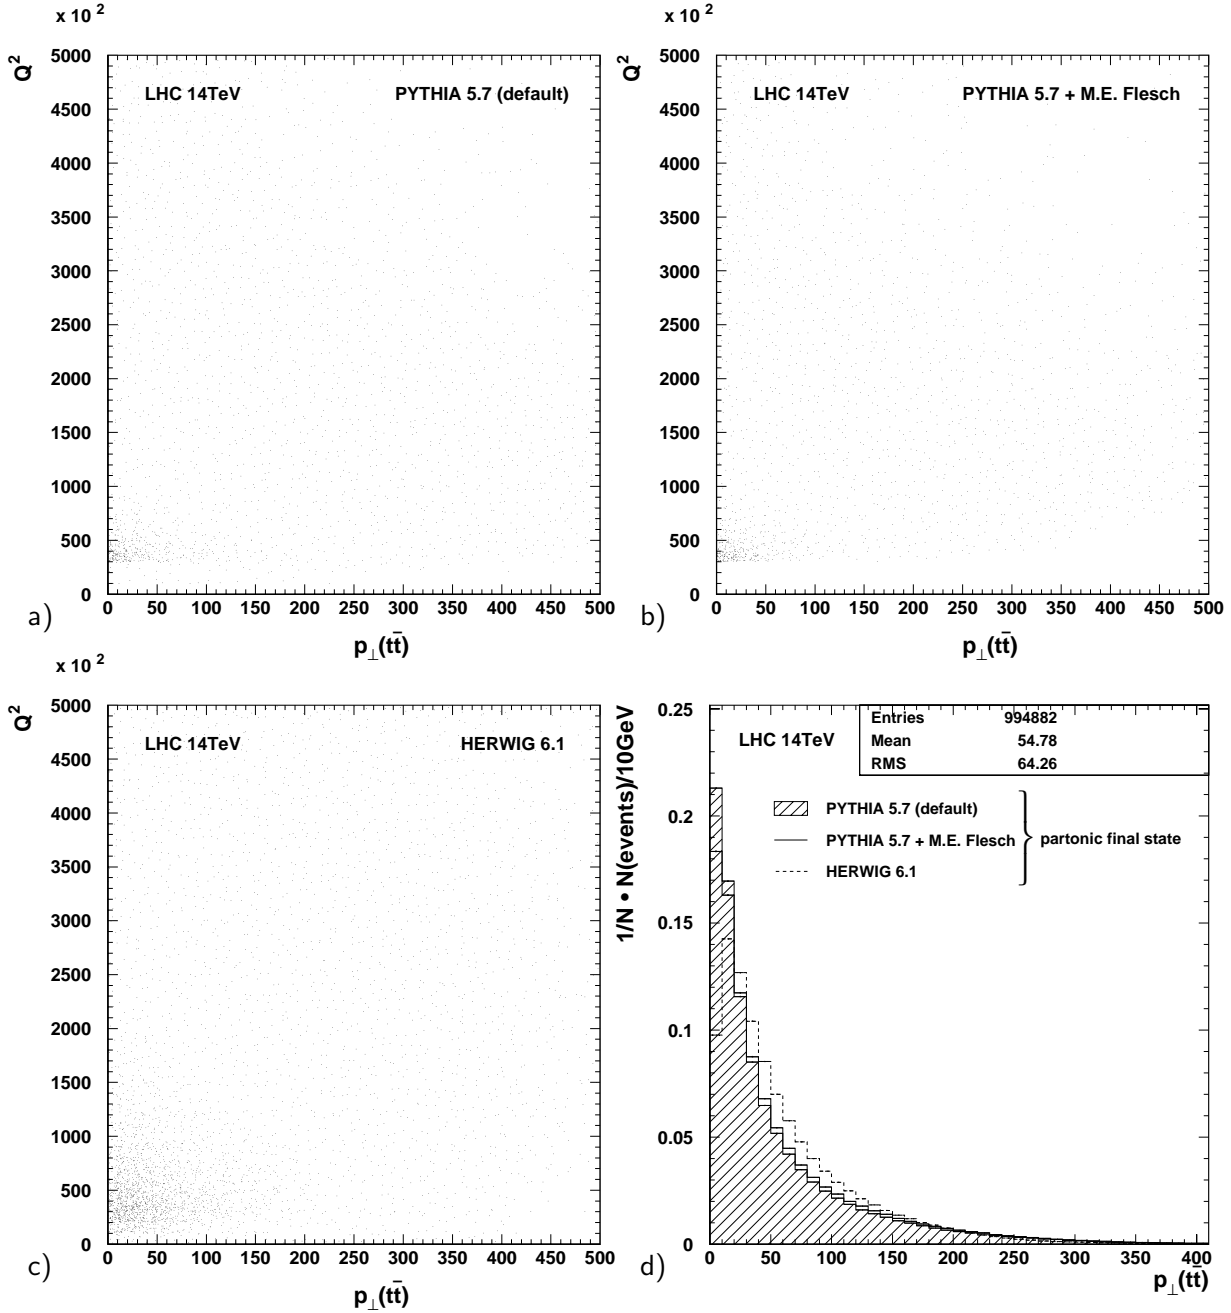 x 10 2
Q2
5000
4500
4000
3500
3000
2500
2000
1500
1000
500
0
LHC 14TeV PYTHIA 5.7 (default)
0 50 100 150 200 250 300 350 400 450 500
a)
p⊥(tt̄)
x 10 2
Q2
5000
4500
4000
3500
3000
2500
2000
1500
1000
500
0
LHC 14TeV PYTHIA 5.7 + M.E. Flesch
0 50 100 150 200 250 300 350 400 450 500
b)
p⊥(tt̄)
x 10 2
Q2
5000
4500
4000
3500
3000
2500
2000
1500
1000
500
0
LHC 14TeV HERWIG 6.1
0 50 100 150 200 250 300 350 400 450 500
c)
p⊥(tt̄)
1/N • N(events)/10GeV
0.25
0.2
0.15
0.1
0.05
0
LHC 14TeV
Entries 994882
Mean 54.78
RMS 64.26
PYTHIA 5.7 (default)
PYTHIA 5.7 + M.E. Flesch
HERWIG 6.1
partonic final state
0 50 100 150 200 250 300 350 400
d)
p⊥(tt̄)